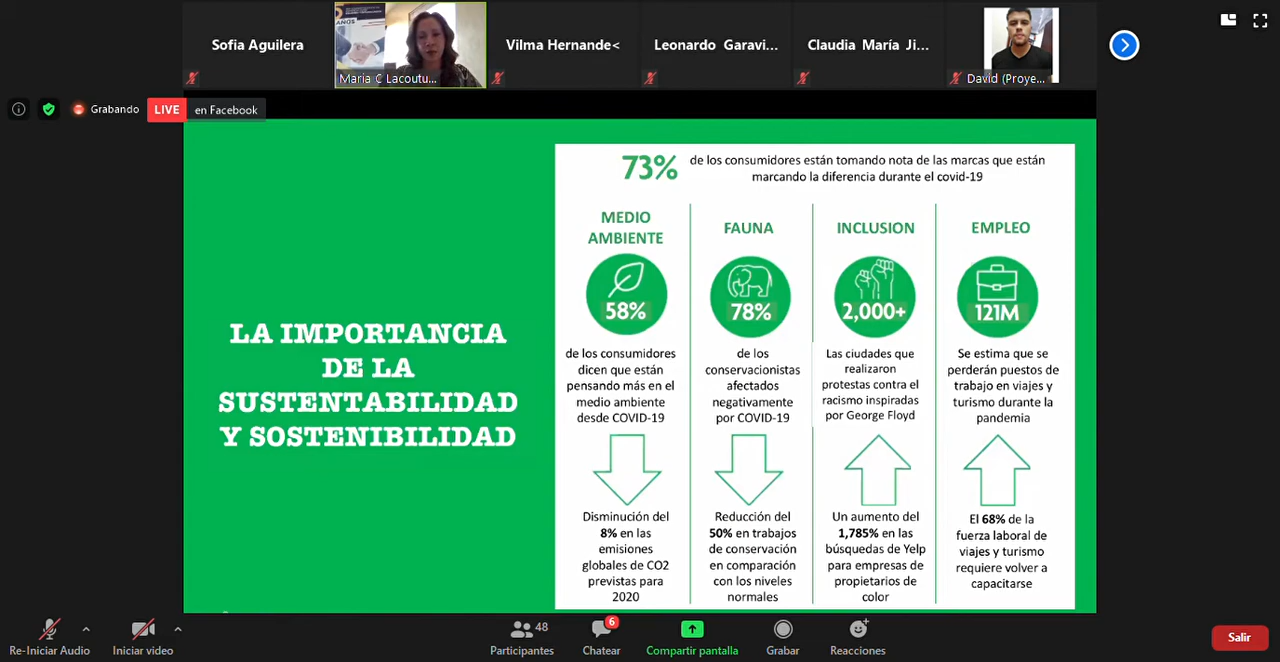 Sofia Aguilera
Maria C Lacoutu...
Vilma Hernande<
Leonardo Garavi...
Claudia María Ji...
David (Proye...
AÑOS
Grabando
LIVE
en Facebook
LA IMPORTANCIA
DE LA
SUSTENTABILIDAD
Y SOSTENIBILIDAD
73%
de los consumidores están tomando nota de las marcas que están
marcando la diferencia durante el covid-19
MEDIO
AMBIENTE
58%
de los consumidores
dicen que están
pensando más en el
medio ambiente
desde COVID-19
Disminución del
8% en las
emisiones
globales de CO2
previstas para
2020
FAUNA
78%
de los
conservacionistas
afectados
negativamente
por COVID-19
Reducción del
50% en trabajos
de conservación
en comparación
con los niveles
normales
INCLUSION
2,000+
Las ciudades que
realizaron
protestas contra el
racismo inspiradas
por George Floyd
Un aumento del
1,785% en las
búsquedas de Yelp
para empresas de
propietarios de
color
EMPLEO
121M
Se estima que se
perderán puestos de
trabajo en viajes y
turismo durante la
pandemia
El 68% de la
fuerza laboral de
viajes y turismo
requiere volver a
capacitarse
Re-Iniciar Audio
Iniciar video
48
Participantes
6
Chatear
Compartir pantalla
Grabar
Reacciones
Salir